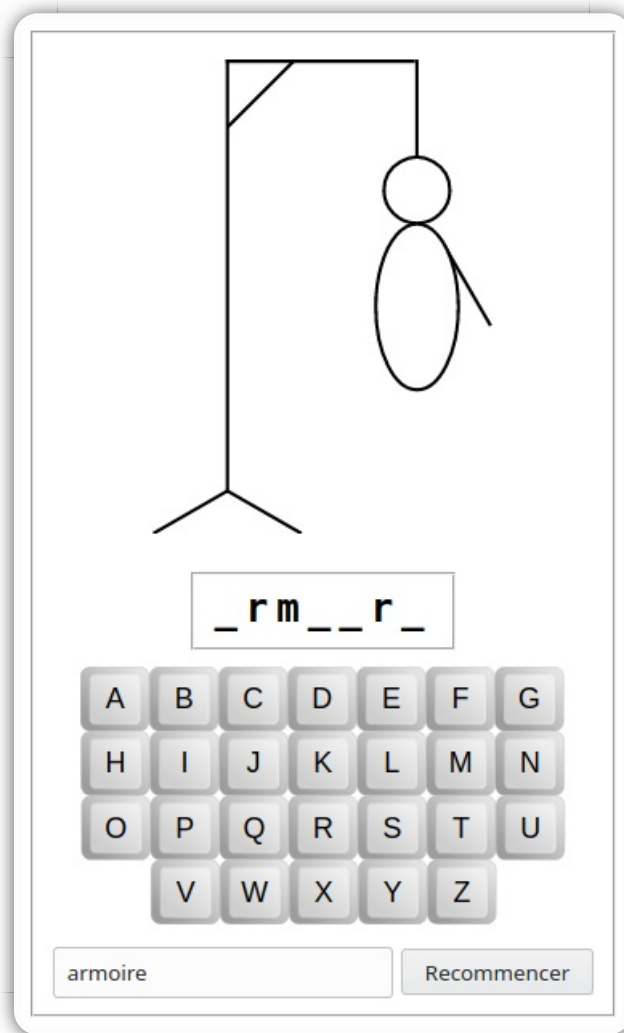 _rm__r_
A B C D E F G
H I J K L M N
O P Q R S T U
V W X Y Z
armoire Recommencer